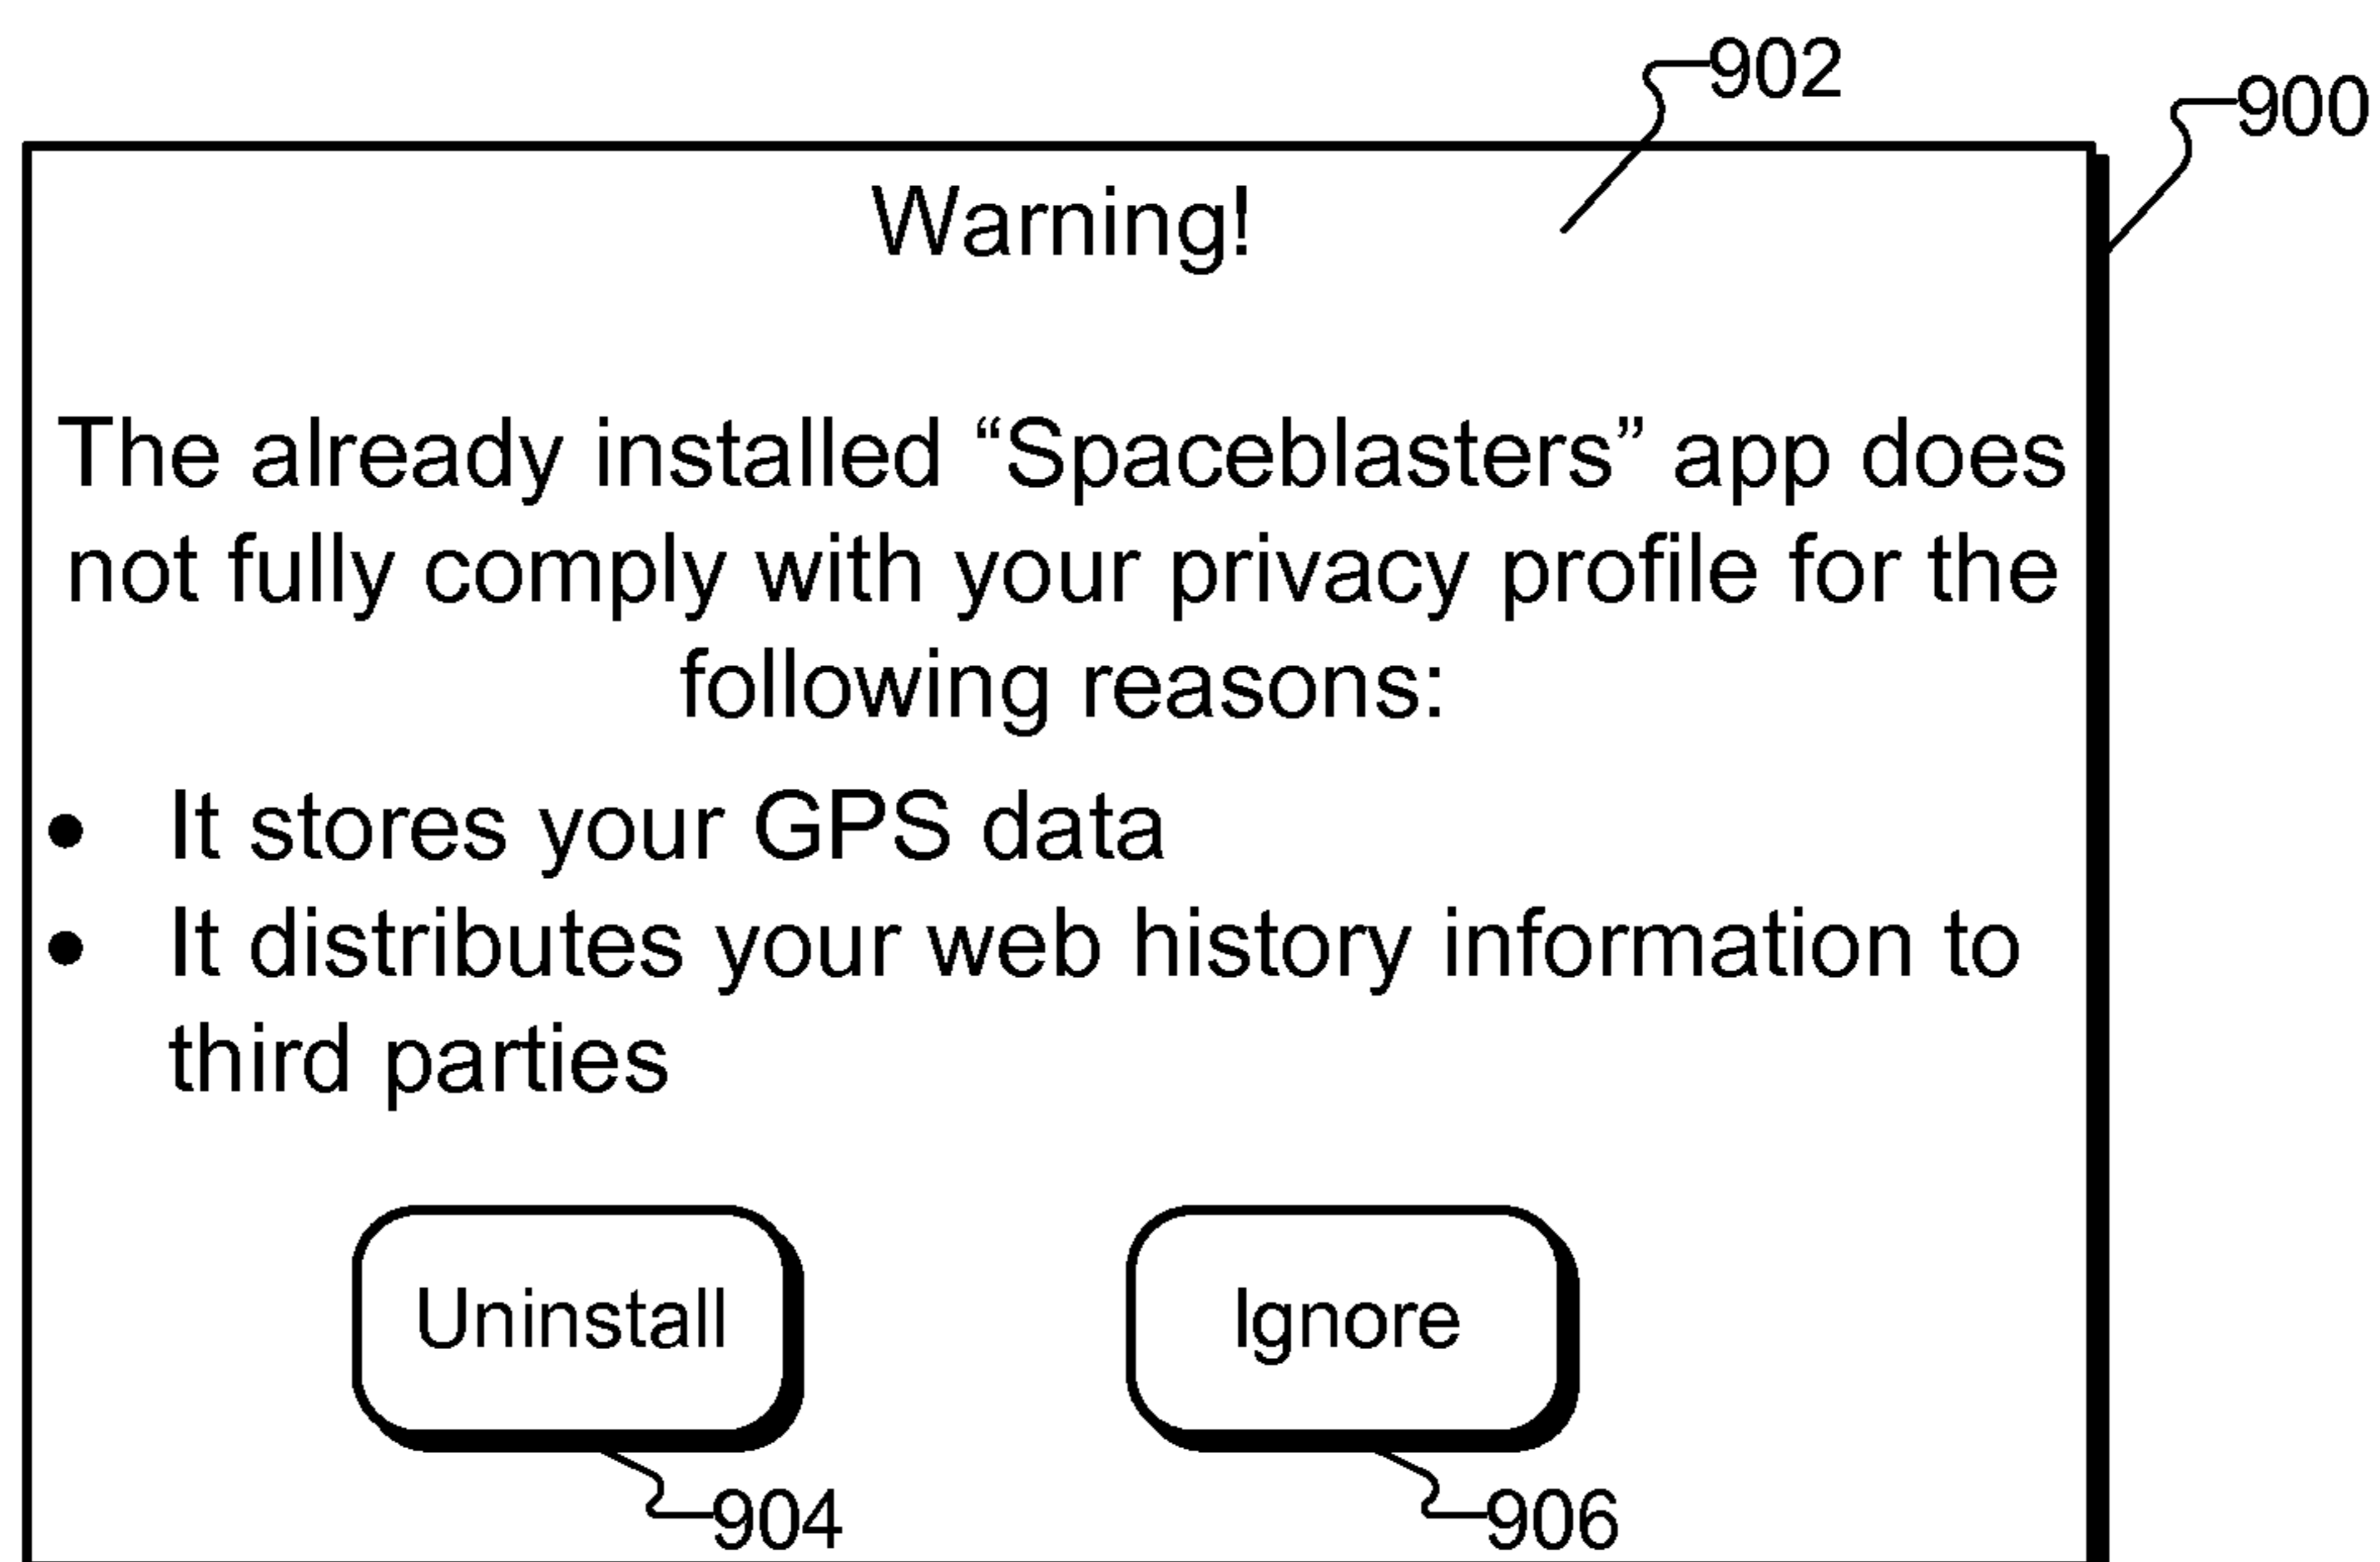 902
900
Warning!
The already installed “Spaceblasters” app does
not fully comply with your privacy profile for the
following reasons:
• It stores your GPS data
• It distributes your web history information to
third parties
Uninstall
Ignore
904
906